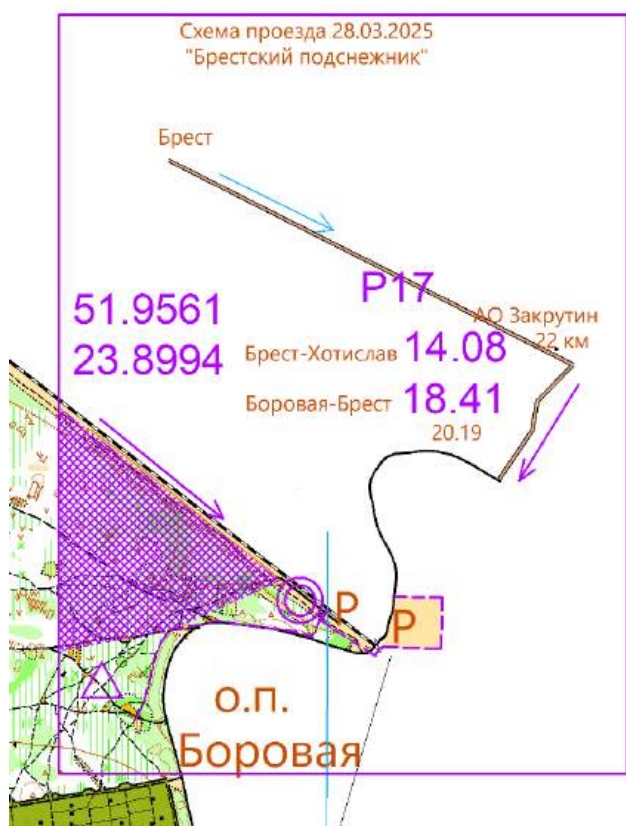 Схема проезда 28.03.2025
"Брестский подснежник"
Брест
Р17
51.9561
23.8994
АО Закрутин
22 км
Брест-Хотислав 14.08
Боровая-Брест 18.41
20.19
Р
Р
о.п.
Боровая